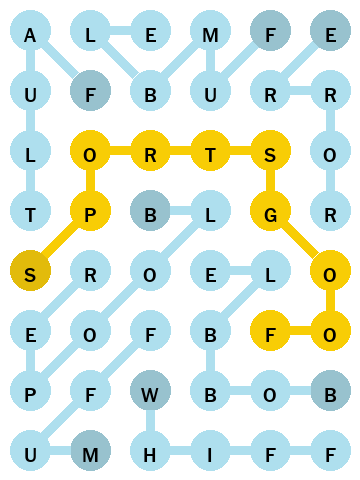 A L E M F E
U F B U R R
L O R T S O
T P B L G R
S R O E L O
E O F B F O
P F W B O B
U M H I F F